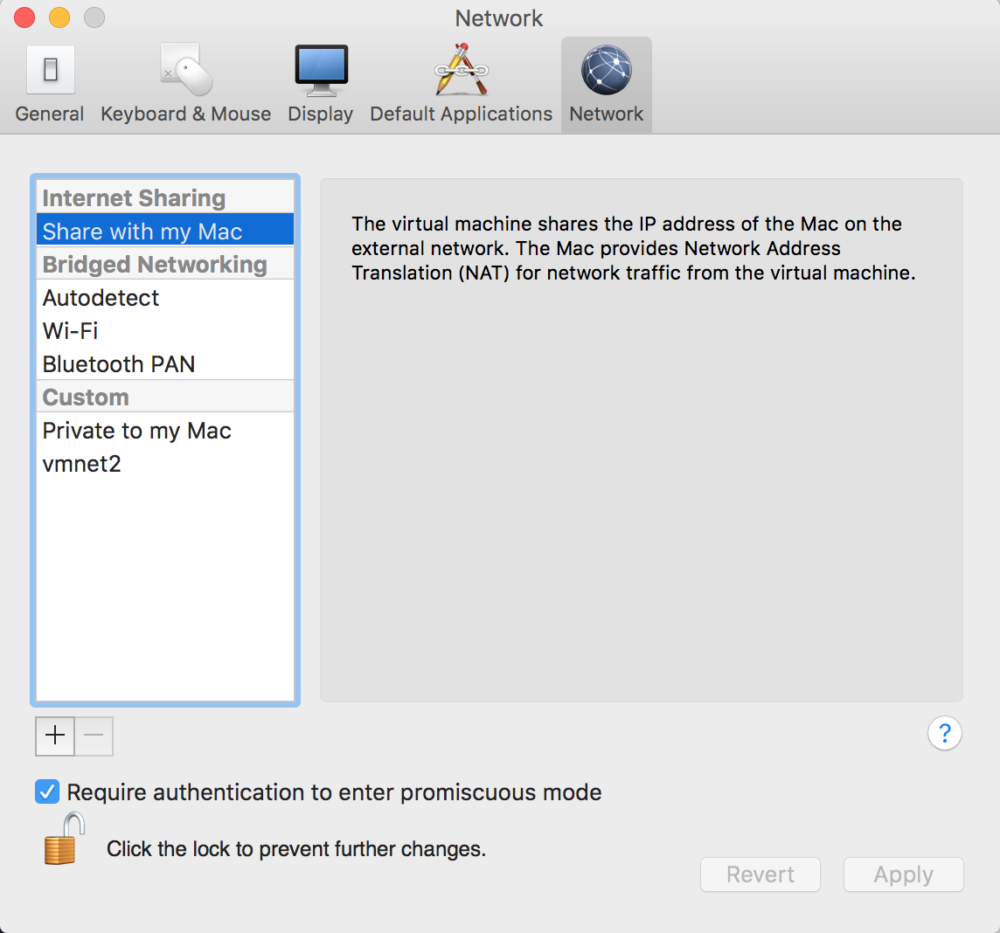 Network
General
Keyboard & Mouse
Display
Default Applications
Network
Internet Sharing
Share with my Mac
Bridged Networking
Autodetect
Wi-Fi
Bluetooth PAN
Custom
Private to my Mac
vmnet2
The virtual machine shares the IP address of the Mac on the
external network. The Mac provides Network Address
Translation (NAT) for network traffic from the virtual machine.
?
Require authentication to enter promiscuous mode
Click the lock to prevent further changes.
Revert
Apply